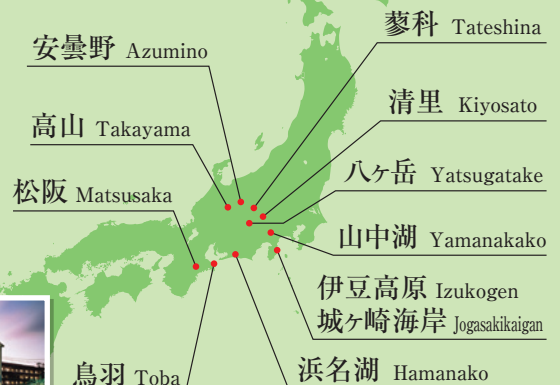 蓼科 Tateshina
安曇野 Azumino
清里 Kiyosato
高山 Takayama
八ヶ岳 Yatsugatake
松阪 Matsusaka
山中湖 Yamanakako
伊豆高原 Izukogen
城ヶ崎海岸 Jogasakikaigan
鳥羽 Toba
浜名湖 Hamanako